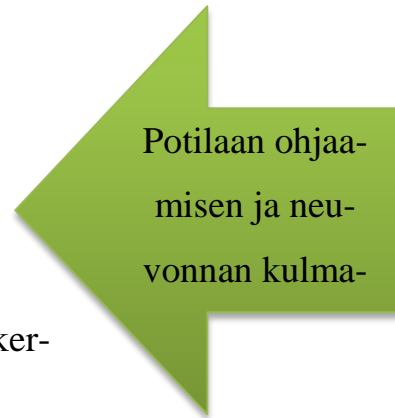 Potilaan ohjaa-
misen ja neu-
vonnan kulma-
ker-